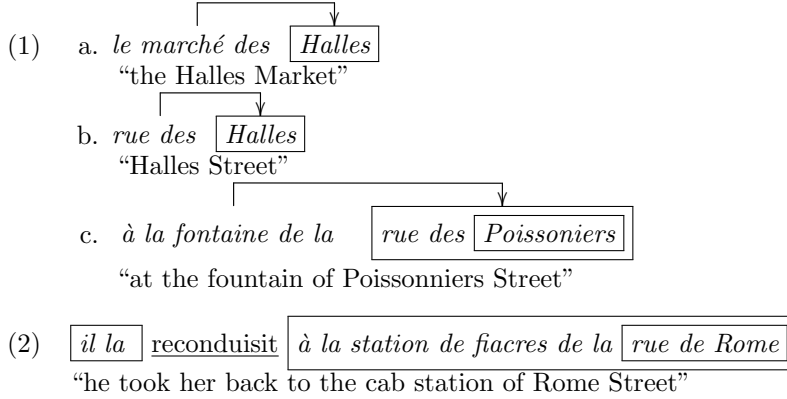 (1) a. le marché des Halles
“the Halles Market”
b. rue des Halles
“Halles Street”
c. à la fontaine de la rue des Poissoniers
“at the fountain of Poissonniers Street”
(2) il la reconduisit à la station de fiacres de la rue de Rome
“he took her back to the cab station of Rome Street”